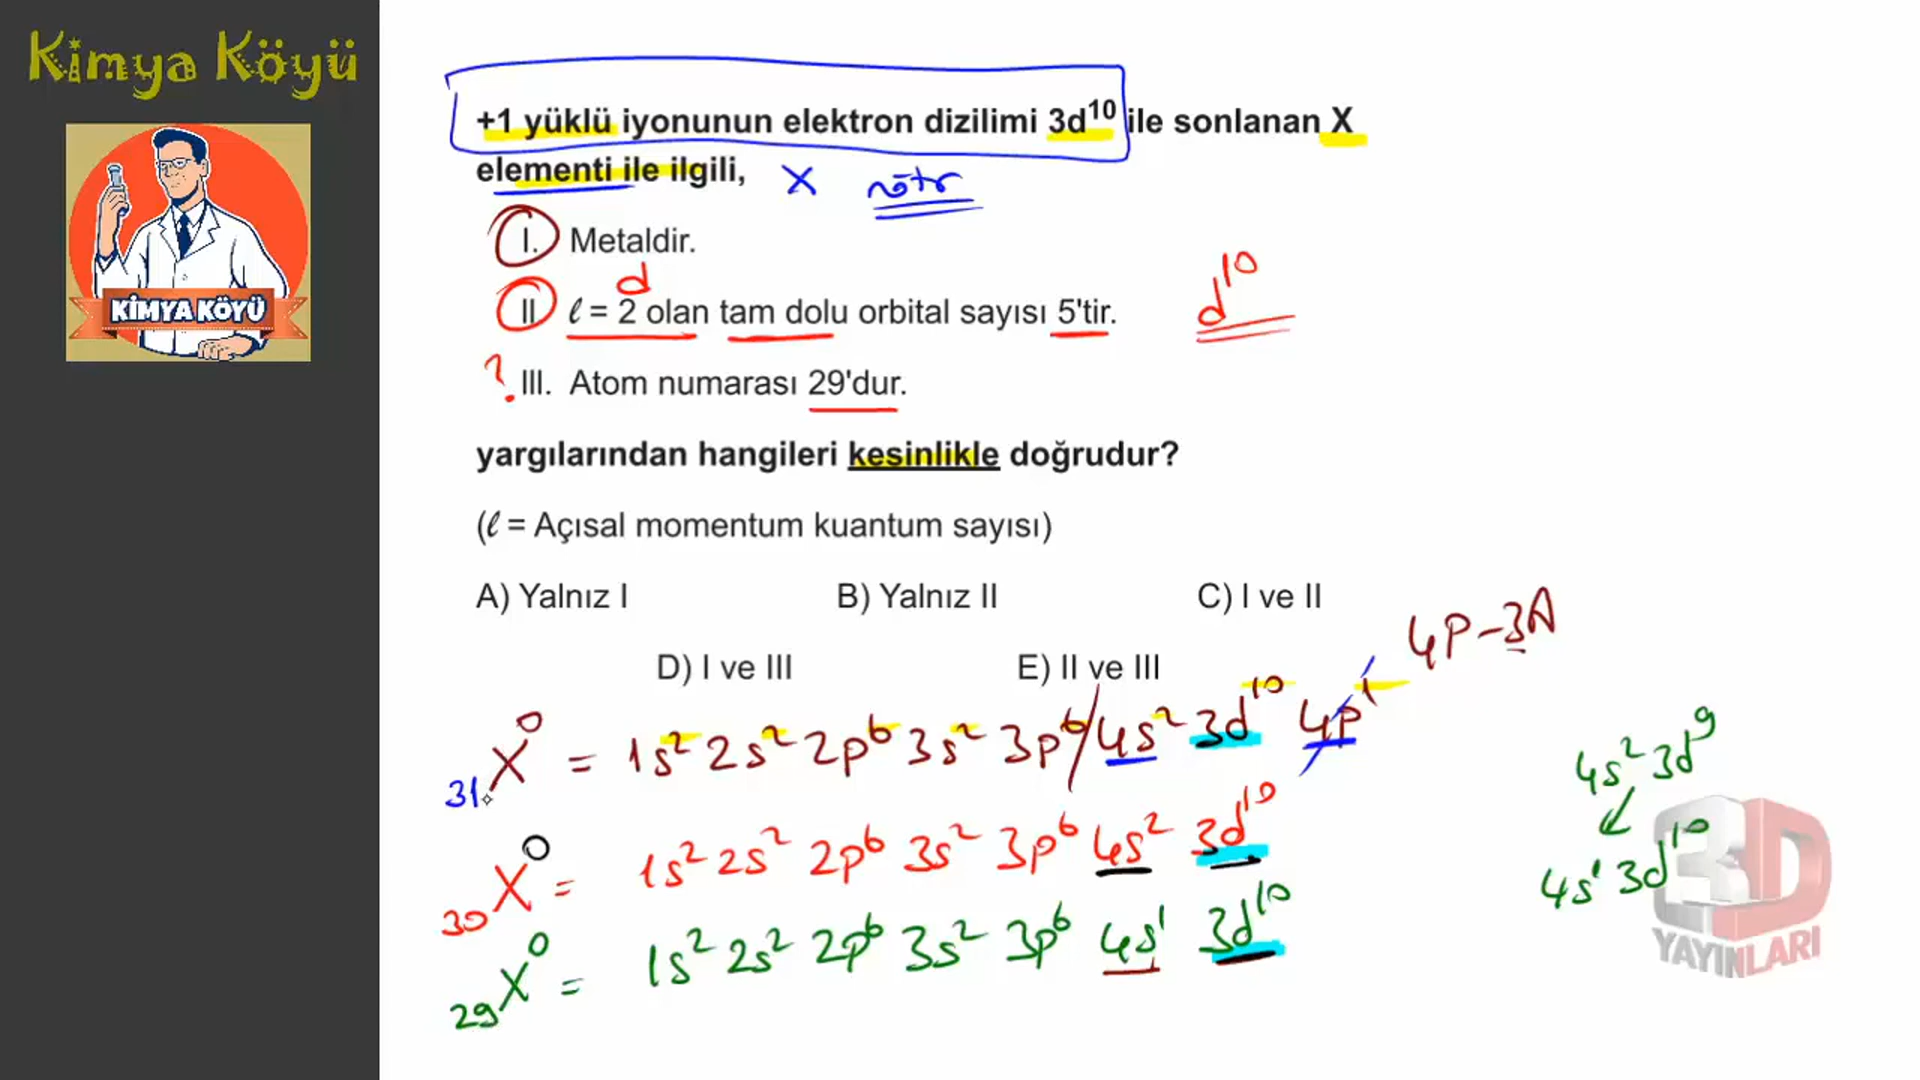 Kimya Köyü
KİMYA KÖYÜ
+1 yüklü iyonunun elektron dizilimi 3d¹⁰ ile sonlanan X
elementi ile ilgili, X nötr
I. Metaldir.
d
II ℓ = 2 olan tam dolu orbital sayısı 5'tir. d¹⁰
? III. Atom numarası 29'dur.
yargılarından hangileri kesinlikle doğrudur?
(ℓ = Açısal momentum kuantum sayısı)
A) Yalnız I B) Yalnız II C) I ve II
4P-3A
D) I ve III E) II ve III
₃₁X⁰ = 1s² 2s² 2p⁶ 3s² 3p⁶ / 4s² 3d¹⁰ 4p¹
4s² 3d⁹
₃₀X⁰ = 1s² 2s² 2p⁶ 3s² 3p⁶ 4s² 3d¹⁰
4s¹ 3d¹⁰
₂₉X⁰ = 1s² 2s² 2p⁶ 3s² 3p⁶ 4s¹ 3d¹⁰
3D
YAYINLARI